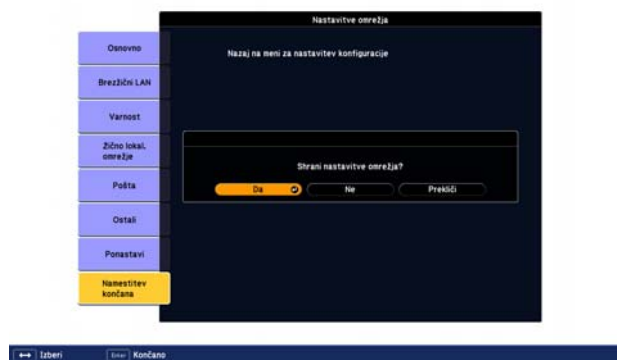 Nastavitve omrežja
Osnovno
Nazaj na meni za nastavitev konfiguracije
Brezžični LAN
Varnost
Žično lokal.
omrežje
Shrani nastavitve omrežja?
Pošta
Da
Ne
Prekliči
Ostali
Ponastavi
Namestitev
končana
Izberi
Enter
Končano